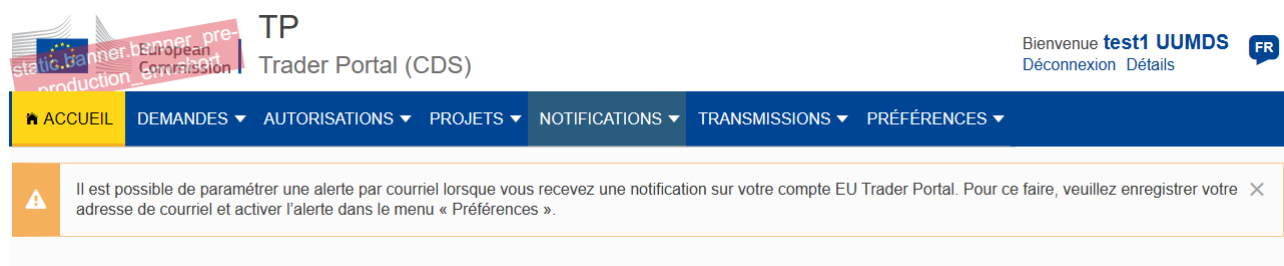 TP
Trader Portal (CDS)
European
Commission
static.banner.banner_pre-
production_env.short
Bienvenue test1 UUMDS
Déconnexion Détails
FR
ACCUEIL DEMANDES AUTORISATIONS PROJETS NOTIFICATIONS TRANSMISSIONS PRÉFÉRENCES
Il est possible de paramétrer une alerte par courriel lorsque vous recevez une notification sur votre compte EU Trader Portal. Pour ce faire, veuillez enregistrer votre
adresse de courriel et activer l’alerte dans le menu « Préférences ».